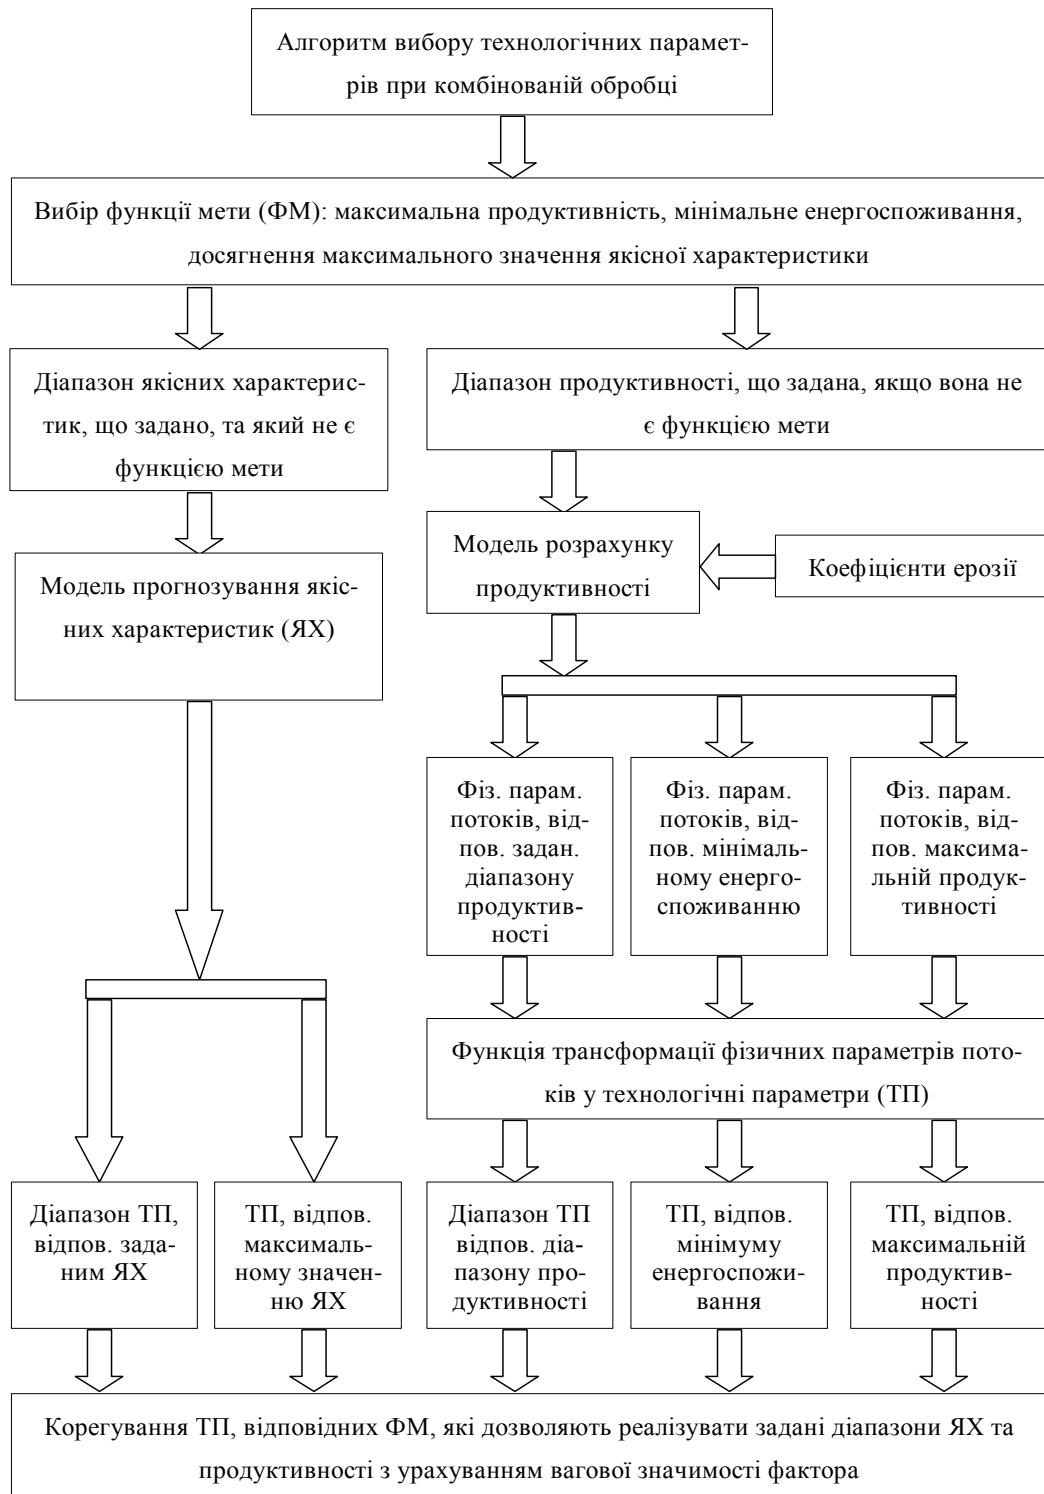 Алгоритм вибору технологічних парамет-
рів при комбінованій обробці
Вибір функції мети (ФМ): максимальна продуктивність, мінімальне енергоспоживання,
досягнення максимального значення якісної характеристики
Діапазон якісних характерис-
тик, що задано, та який не є
функцією мети
Діапазон продуктивності, що задана, якщо вона не
є функцією мети
Модель прогнозування якіс-
них характеристик (ЯХ)
Модель розрахунку
продуктивності
Коефіцієнти ерозії
Фіз. парам.
потоків, від-
пов. задан.
діапазону
продуктив-
ності
Фіз. парам.
потоків, від-
пов. мінімаль-
ному енерго-
споживанню
Фіз. парам.
потоків, від-
пов. максима-
льній продук-
тивності
Функція трансформації фізичних параметрів пото-
ків у технологічні параметри (ТП)
Діапазон ТП,
відпов. зада-
ним ЯХ
ТП, відпов.
максималь-
ному значен-
ню ЯХ
Діапазон ТП
відпов. діа-
пазону про-
дуктивності
ТП, відпов.
мінімуму
енергоспожи-
вання
ТП, відпов.
максимальній
продуктив-
ності
Корегування ТП, відповідних ФМ, які дозволяють реалізувати задані діапазони ЯХ та
продуктивності з урахуванням вагової значимості фактора